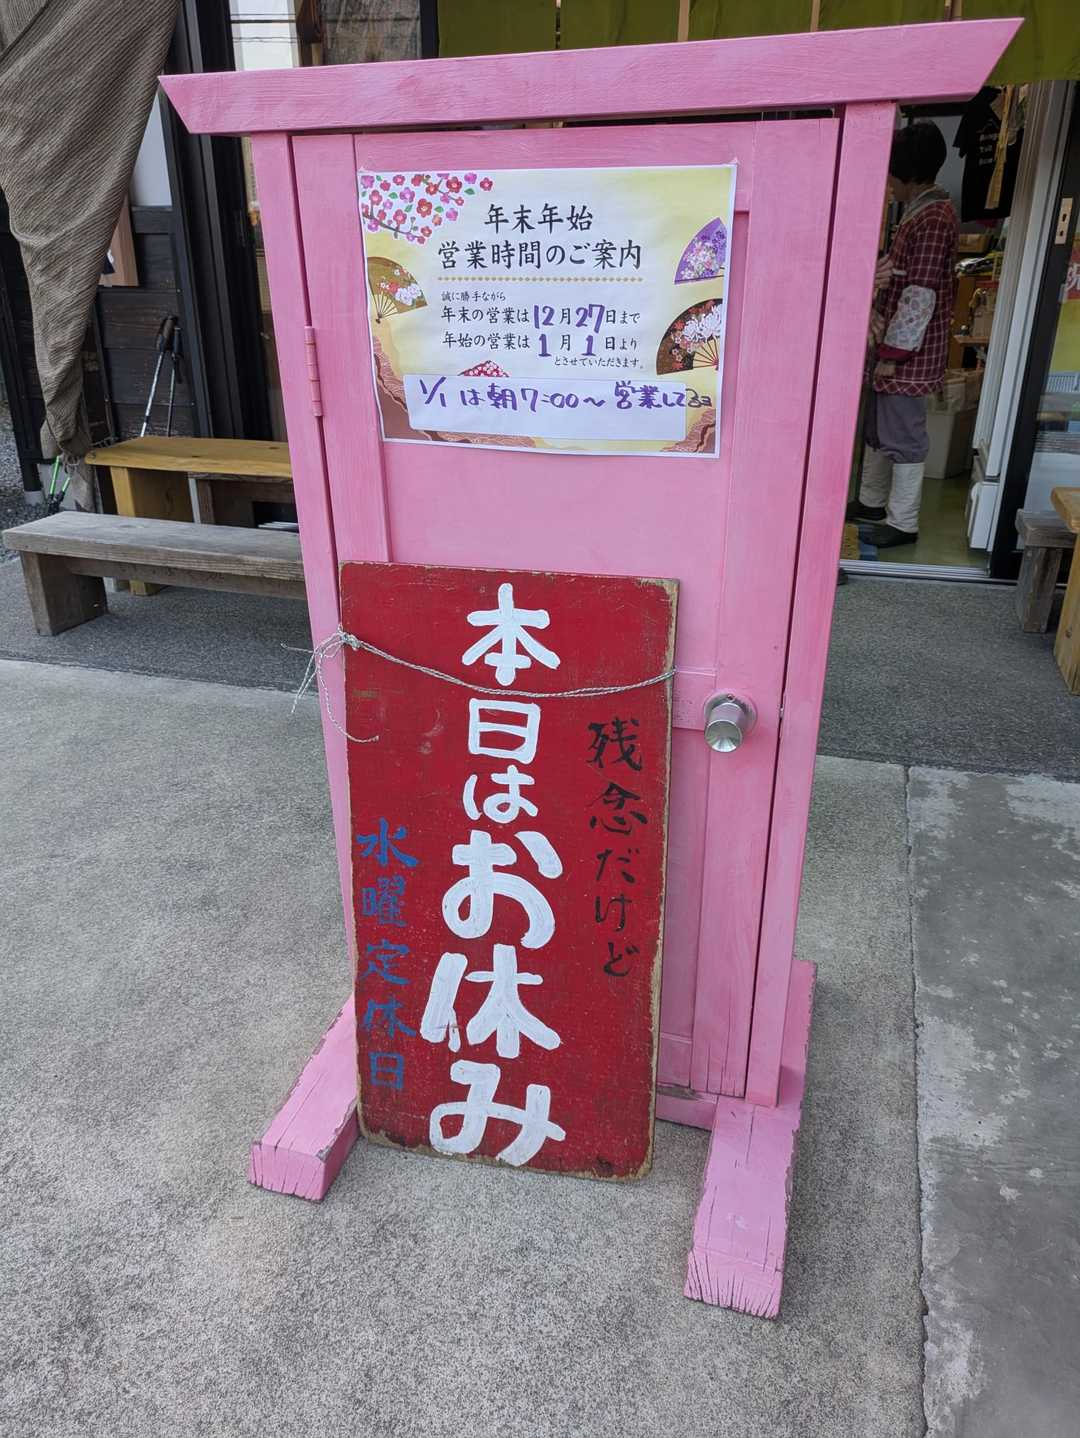 年末年始
営業時間のご案内
誠に勝手ながら
年末の営業は12月27日まで
年始の営業は1月1日より
とさせていただきます。
1/1は朝7:00～営業してるヨ
残念だけど
本日はお休み
水曜定休日